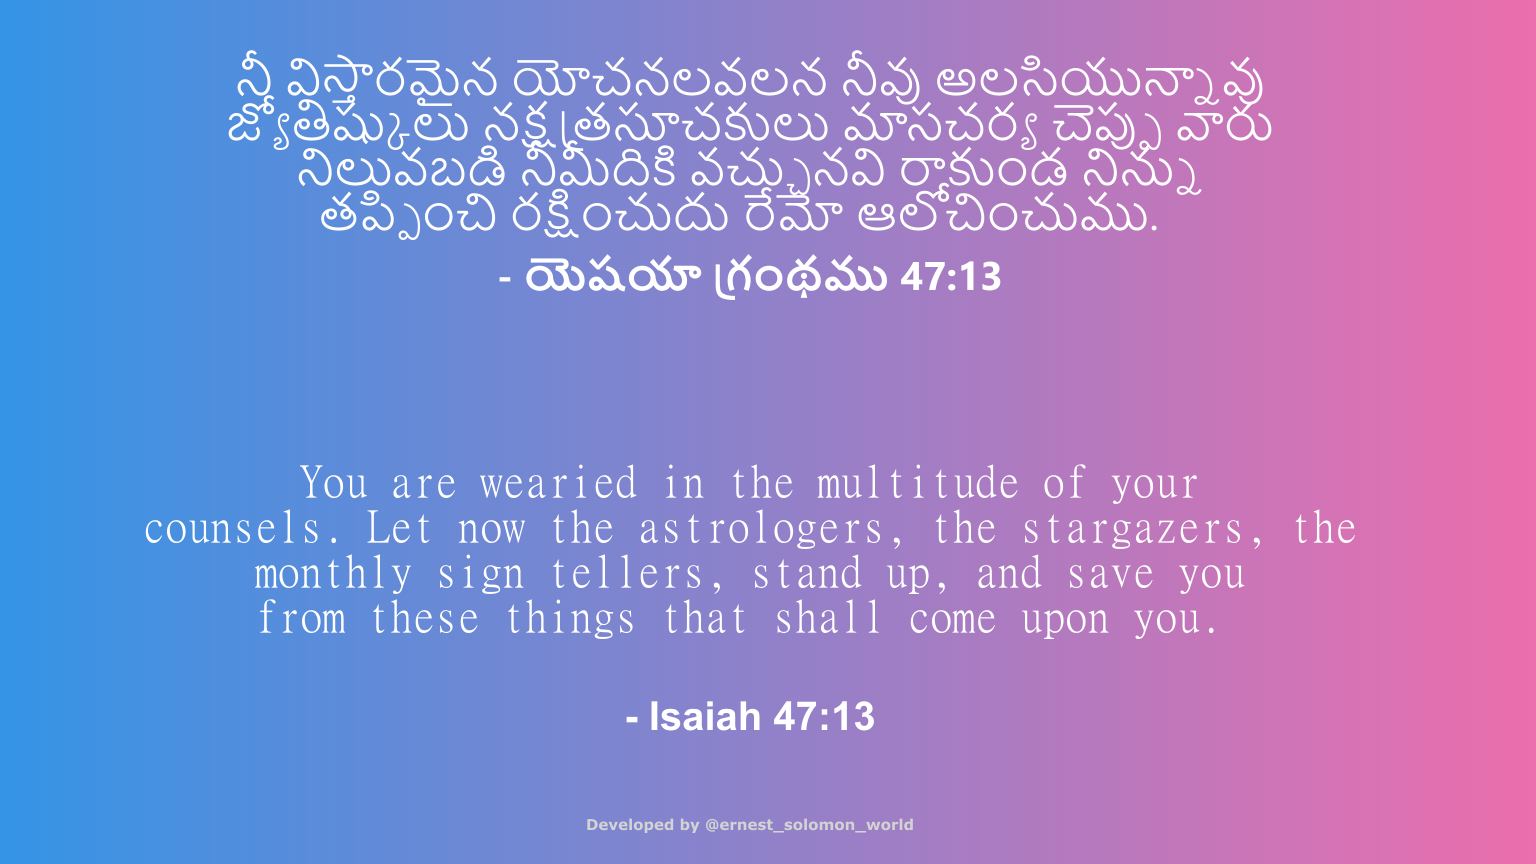 నీ విస్తారమైన యోచనలవలన నీవు అలసియున్నావు
జ్యోతిష్కులు నక్షత్రసూచకులు మాసచర్య చెప్పు వారు
నిలువబడి నీమీదికి వచ్చునవి రాకుండ నిన్ను
తప్పించి రక్షించుదు రేమో ఆలోచించుము.
- యెషయా గ్రంథము 47:13
You are wearied in the multitude of your
counsels. Let now the astrologers, the stargazers, the
monthly sign tellers, stand up, and save you
from these things that shall come upon you.
- Isaiah 47:13
Developed by @ernest_solomon_world